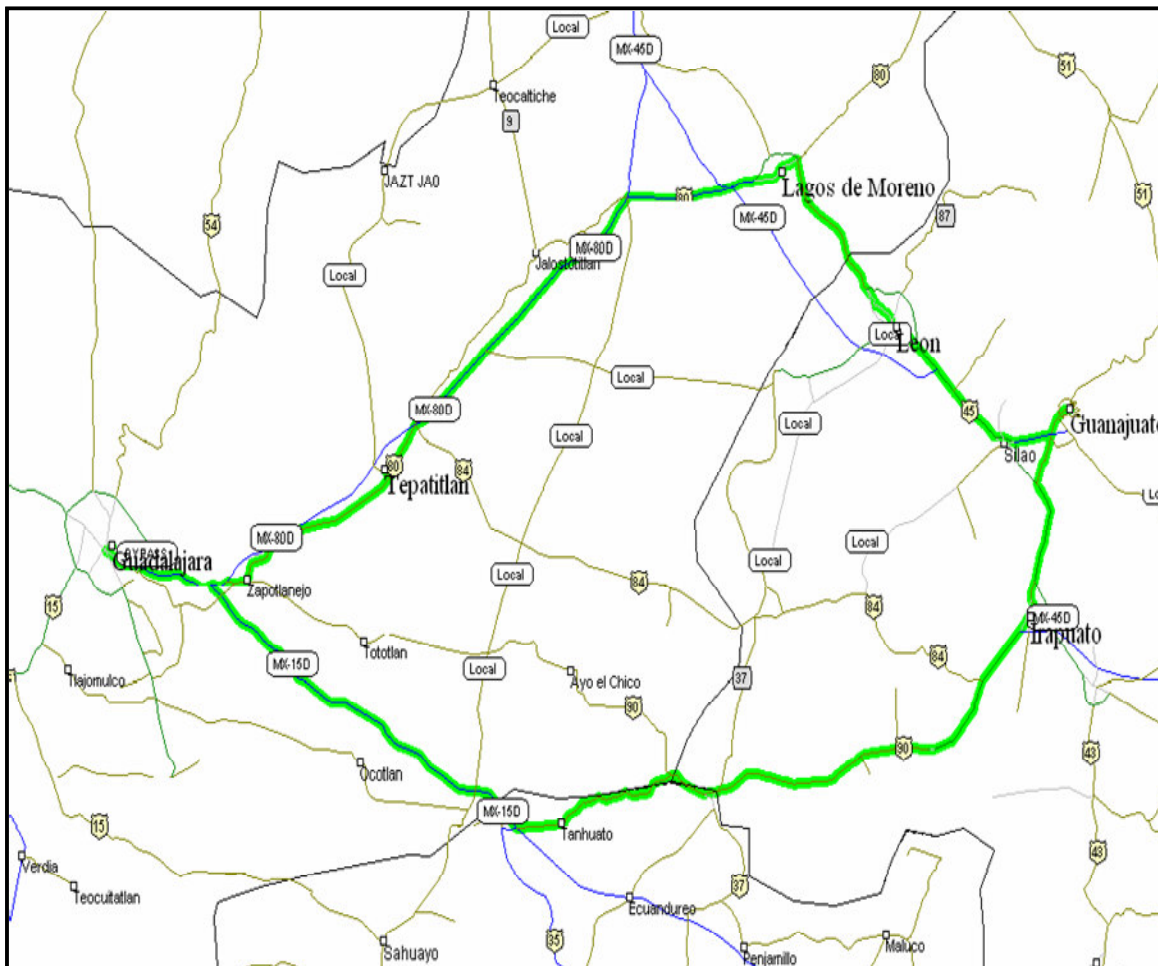 Local
MX-45D
80
51
Teocaltiche
9
JAZT JAO
Lagos de Moreno
80
51
MX-45D
87
54
MX-80D
Jalostotitlan
Local
Local
Leon
Local
MX-80D
45
Guanajuato
Local
Local
Silao
80
84
Tepatitlan
MX-80D
Local
Guadalajara
Local
Local
84
Zapotlanejo
15
84
MX-45D
Irapuato
Tototlan
84
MX-15D
Local
Ayo el Chico
37
Tlajomulco
90
90
43
Ocotlan
MX-15D
Tanhuato
15
43
Verdia
37
Teocuitatlan
Ecuandureo
35
Sahuayo
Penjamillo
Maluco